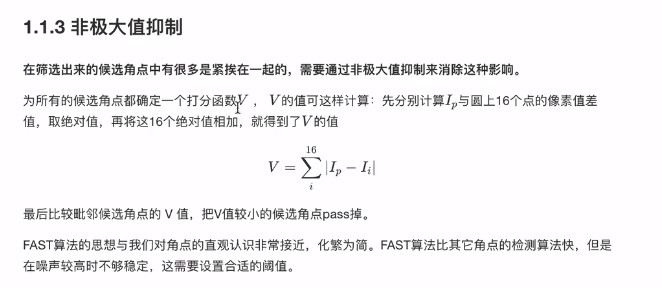 1.1.3 非极大值抑制
在筛选出来的候选角点中有很多是紧挨在一起的，需要通过非极大值抑制来消除这种影响。
为所有的候选角点都确定一个打分函数V ， V的值可这样计算：先分别计算Ip与圆上16个点的像素值差
值，取绝对值，再将这16个绝对值相加，就得到了V的值
V = ∑_i^16 |Ip − Ii|
最后比较毗邻候选角点的 V 值，把V值较小的候选角点pass掉。
FAST算法的思想与我们对角点的直观认识非常接近，化繁为简。FAST算法比其它角点的检测算法快，但是
在噪声较高时不够稳定，这需要设置合适的阈值。